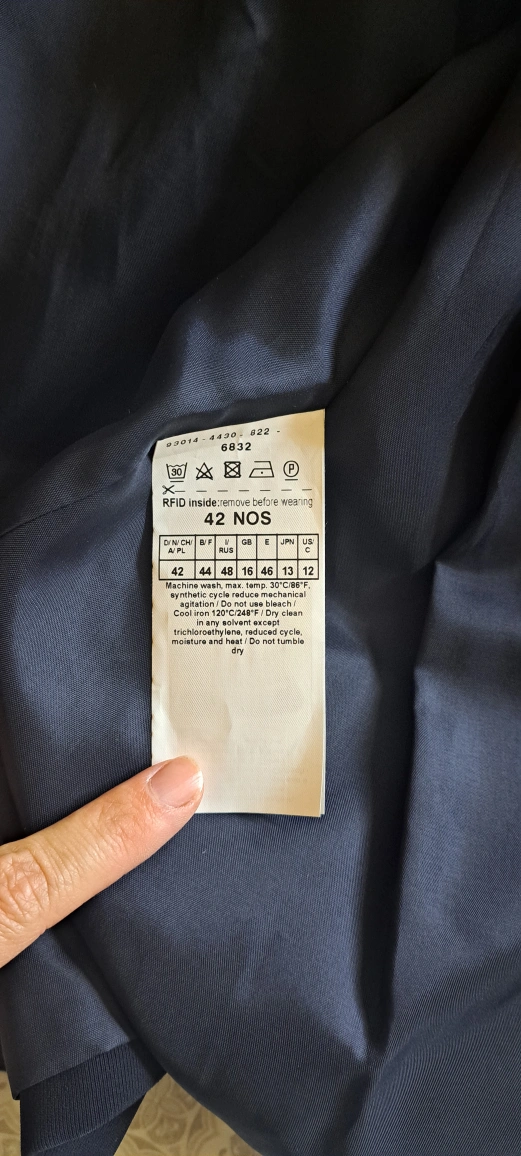 93014 - 4430 - 822 -
6832
30 P
RFID inside:remove before wearing
42 NOS
D/ N/ CH/ A/ PL B/ F I/ RUS GB E JPN US/ C
42 44 48 16 46 13 12
Machine wash, max. temp. 30°C/86°F,
synthetic cycle reduce mechanical
agitation / Do not use bleach /
Cool iron 120°C/248°F / Dry clean
in any solvent except
trichloroethylene, reduced cycle,
moisture and heat / Do not tumble
dry